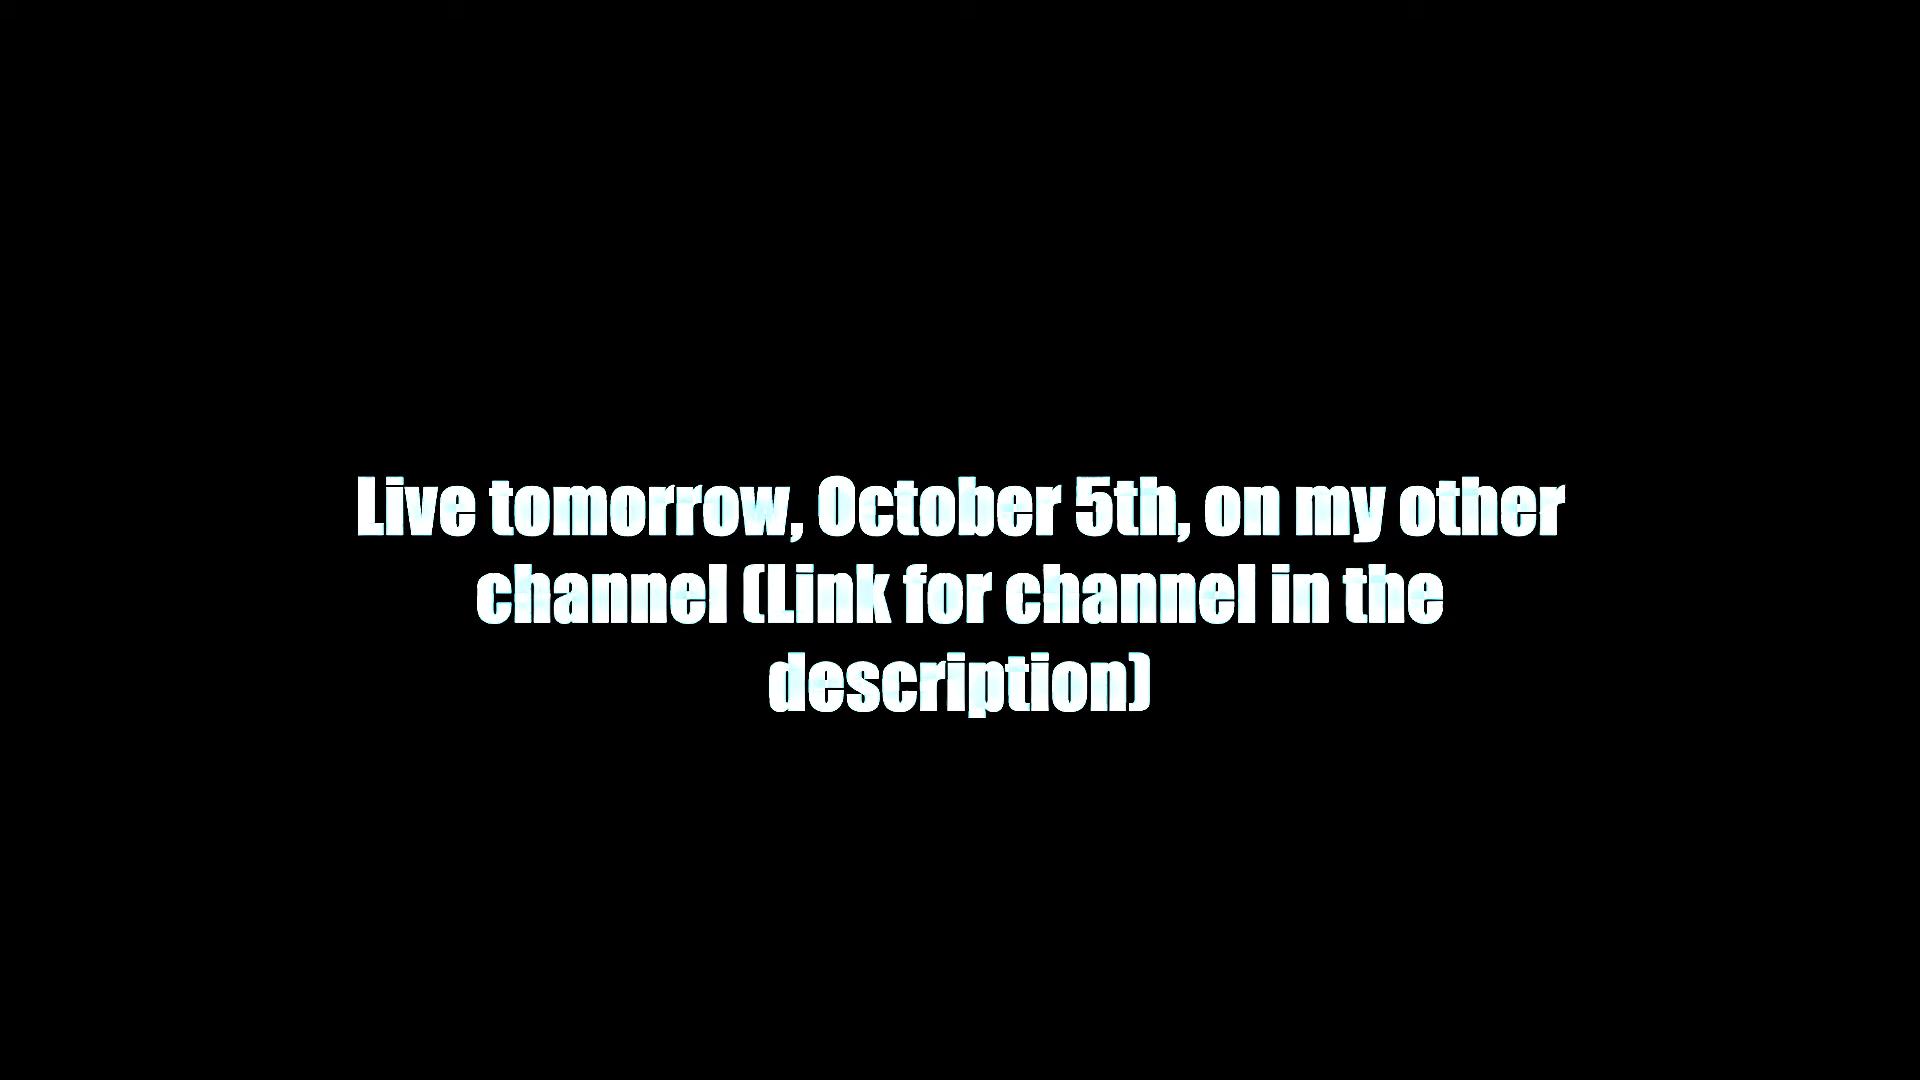 Live tomorrow, October 5th, on my other
channel (Link for channel in the
description)